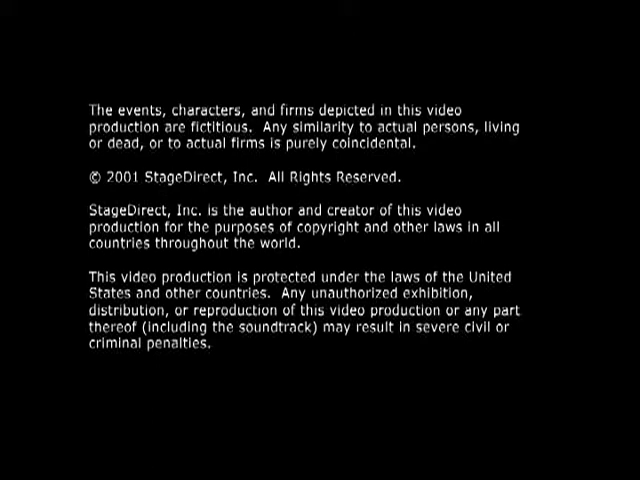 The events, characters, and firms depicted in this video
production are fictitious.  Any similarity to actual persons, living
or dead, or to actual firms is purely coincidental.
© 2001 StageDirect, Inc.  All Rights Reserved.
StageDirect, Inc. is the author and creator of this video
production for the purposes of copyright and other laws in all
countries throughout the world.
This video production is protected under the laws of the United
States and other countries.  Any unauthorized exhibition,
distribution, or reproduction of this video production or any part
thereof (including the soundtrack) may result in severe civil or
criminal penalties.